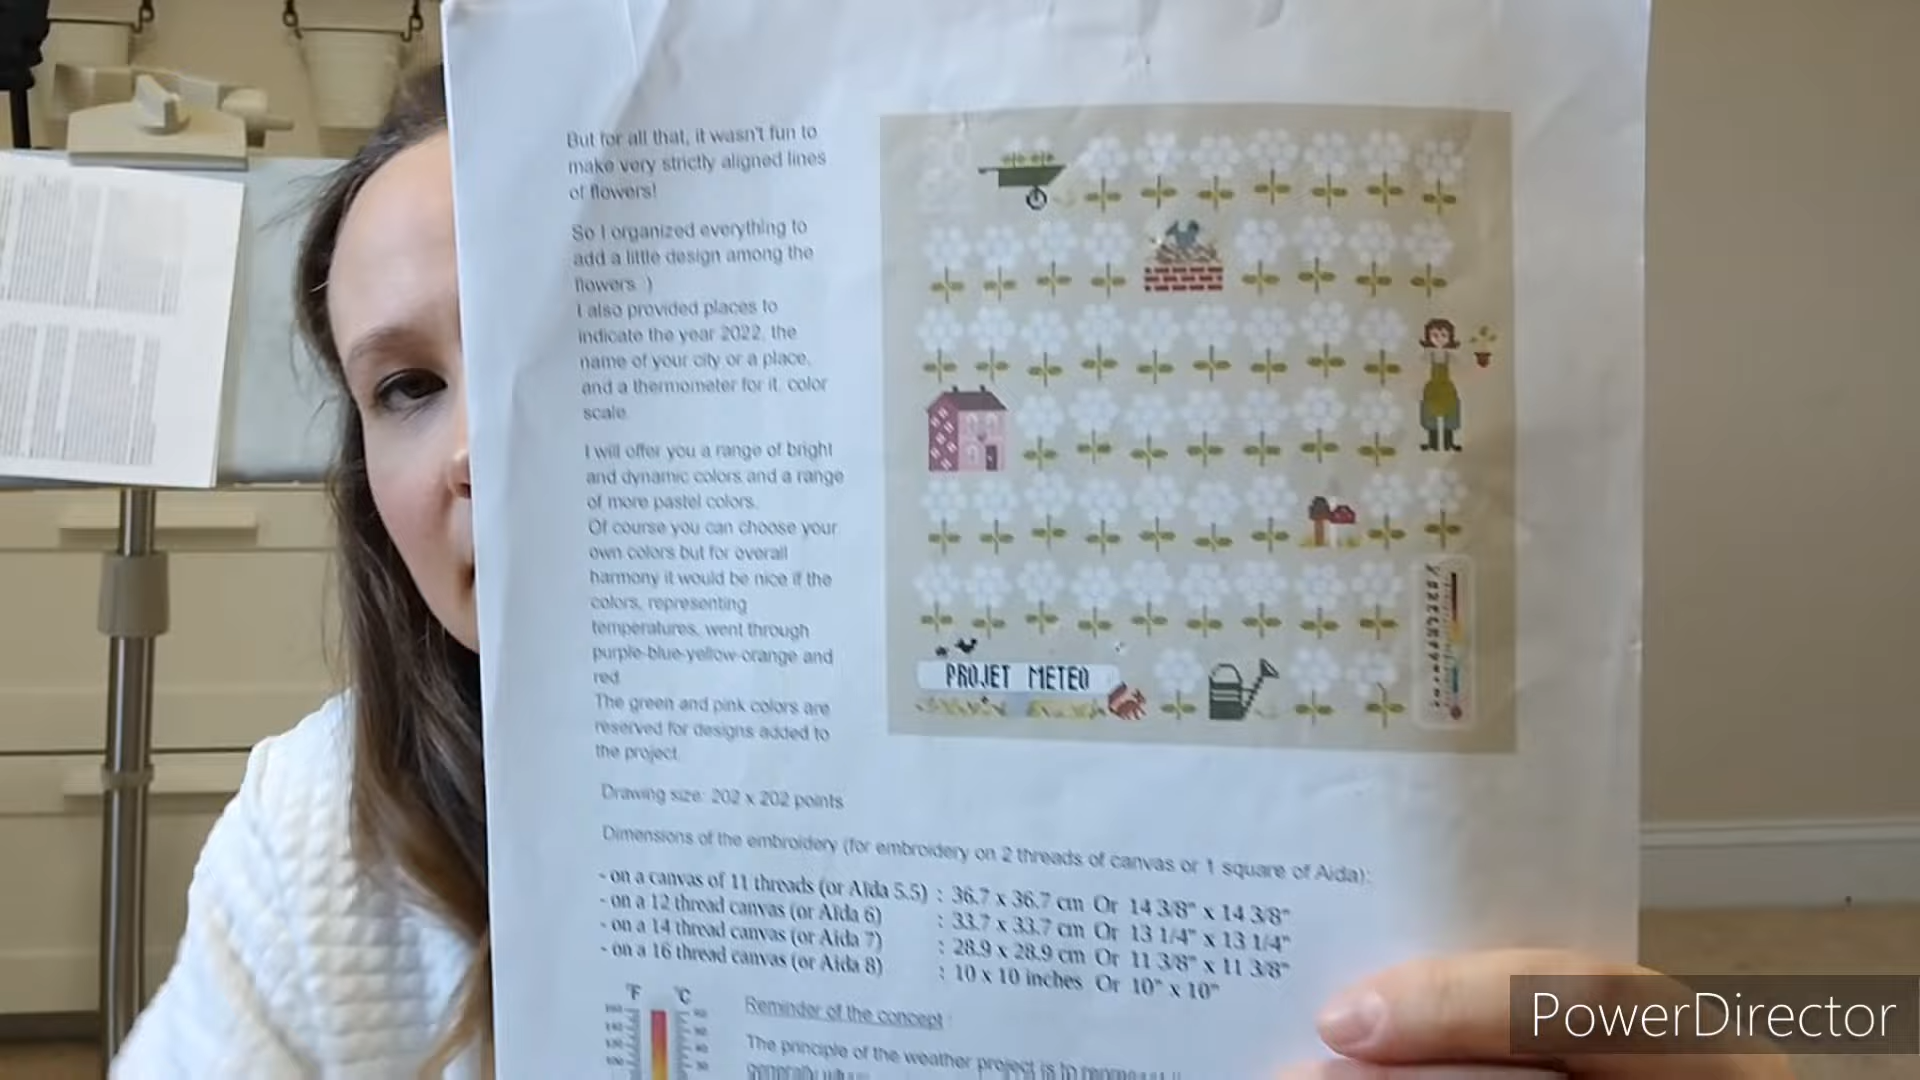 But for all that, it wasn't fun to
make very strictly aligned lines
of flowers!
So I organized everything to
add a little design among the
flowers :)
I also provided places to
indicate the year 2022, the
name of your city or a place,
and a thermometer for it. color
scale.
I will offer you a range of bright
and dynamic colors and a range
of more pastel colors.
Of course you can choose your
own colors but for overall
harmony it would be nice if the
colors, representing
temperatures, went through
purple-blue-yellow-orange and
red.
The green and pink colors are
reserved for designs added to
the project.
PROJET METEO
Drawing size: 202 x 202 points
Dimensions of the embroidery (for embroidery on 2 threads of canvas or 1 square of Aida):
- on a canvas of 11 threads (or Aïda 5.5) : 36.7 x 36.7 cm Or 14 3/8" x 14 3/8"
- on a 12 thread canvas (or Aïda 6) : 33.7 x 33.7 cm Or 13 1/4" x 13 1/4"
- on a 14 thread canvas (or Aida 7) : 28.9 x 28.9 cm Or 11 3/8" x 11 3/8"
- on a 16 thread canvas (or Aida 8) : 10 x 10 inches Or 10" x 10"
°F °C
Reminder of the concept
The principle of the weather project is to
PowerDirector